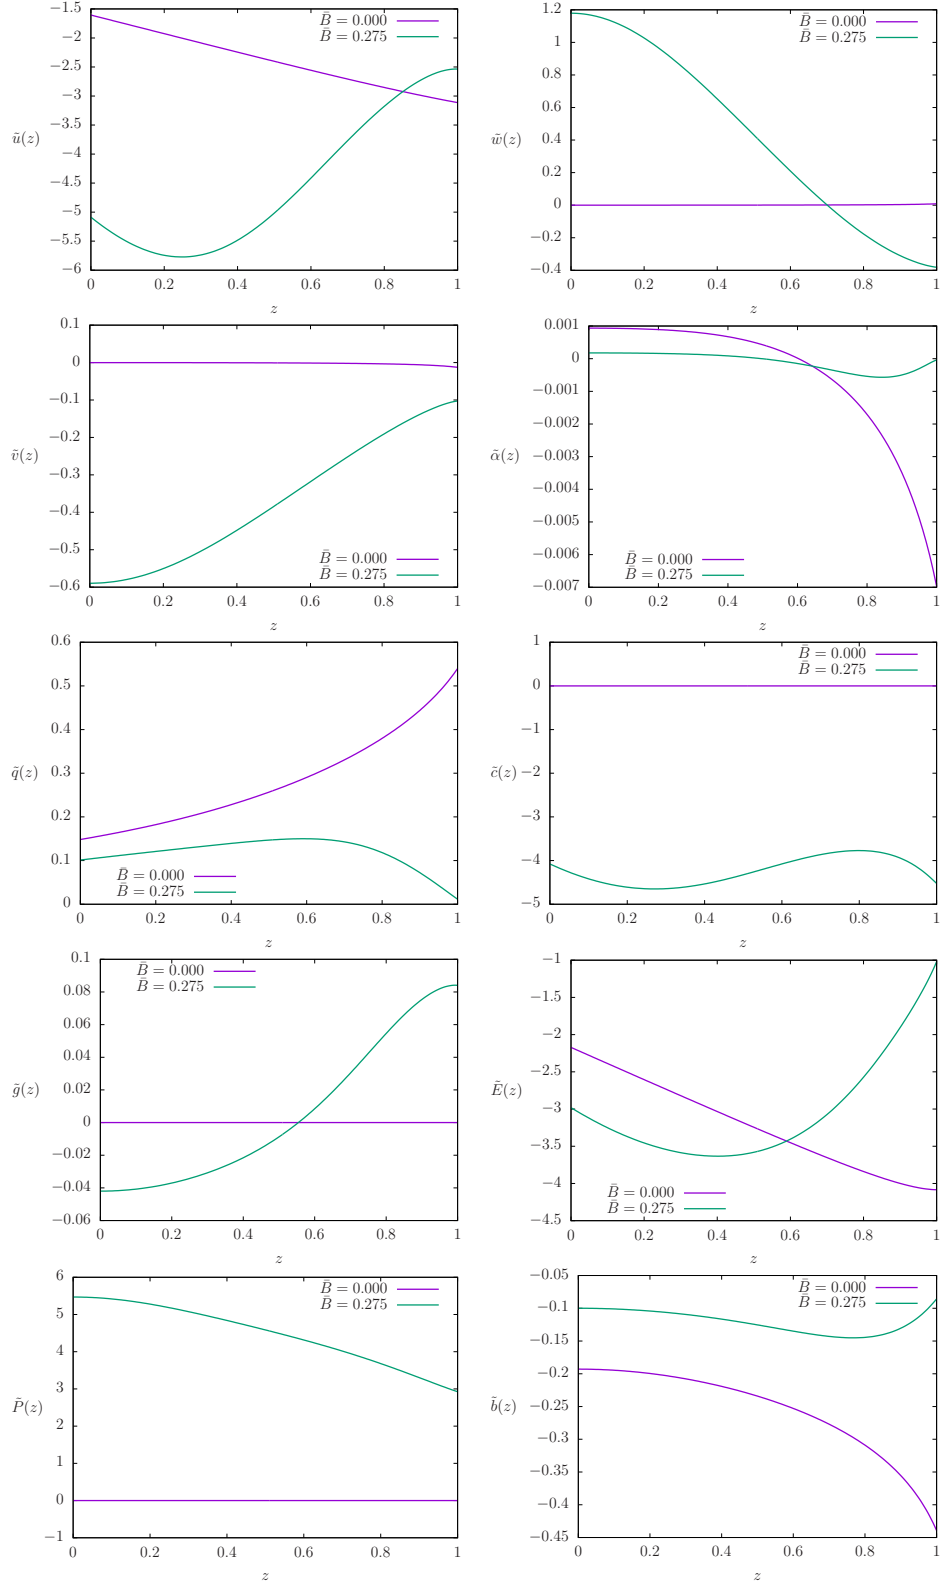 B̄ = 0.000
B̄ = 0.275
ũ(z)
−1.5
−2
−2.5
−3
−3.5
−4
−4.5
−5
−5.5
−6
0 0.2 0.4 0.6 0.8 1
z
B̄ = 0.000
B̄ = 0.275
w̃(z)
1.2
1
0.8
0.6
0.4
0.2
0
−0.2
−0.4
0 0.2 0.4 0.6 0.8 1
z
ṽ(z)
0.1
0
−0.1
−0.2
−0.3
−0.4
−0.5
−0.6
B̄ = 0.000
B̄ = 0.275
0 0.2 0.4 0.6 0.8 1
z
α̃(z)
0.001
0
−0.001
−0.002
−0.003
−0.004
−0.005
−0.006
−0.007
B̄ = 0.000
B̄ = 0.275
0 0.2 0.4 0.6 0.8 1
z
q̃(z)
0.6
0.5
0.4
0.3
0.2
0.1
0
B̄ = 0.000
B̄ = 0.275
0 0.2 0.4 0.6 0.8 1
z
B̄ = 0.000
B̄ = 0.275
c̃(z)
1
0
−1
−2
−3
−4
−5
0 0.2 0.4 0.6 0.8 1
z
B̄ = 0.000
B̄ = 0.275
g̃(z)
0.1
0.08
0.06
0.04
0.02
0
−0.02
−0.04
−0.06
0 0.2 0.4 0.6 0.8 1
z
Ẽ(z)
−1
−1.5
−2
−2.5
−3
−3.5
−4
−4.5
B̄ = 0.000
B̄ = 0.275
0 0.2 0.4 0.6 0.8 1
z
B̄ = 0.000
B̄ = 0.275
P̃(z)
6
5
4
3
2
1
0
−1
0 0.2 0.4 0.6 0.8 1
z
B̄ = 0.000
B̄ = 0.275
b̃(z)
−0.05
−0.1
−0.15
−0.2
−0.25
−0.3
−0.35
−0.4
−0.45
0 0.2 0.4 0.6 0.8 1
z